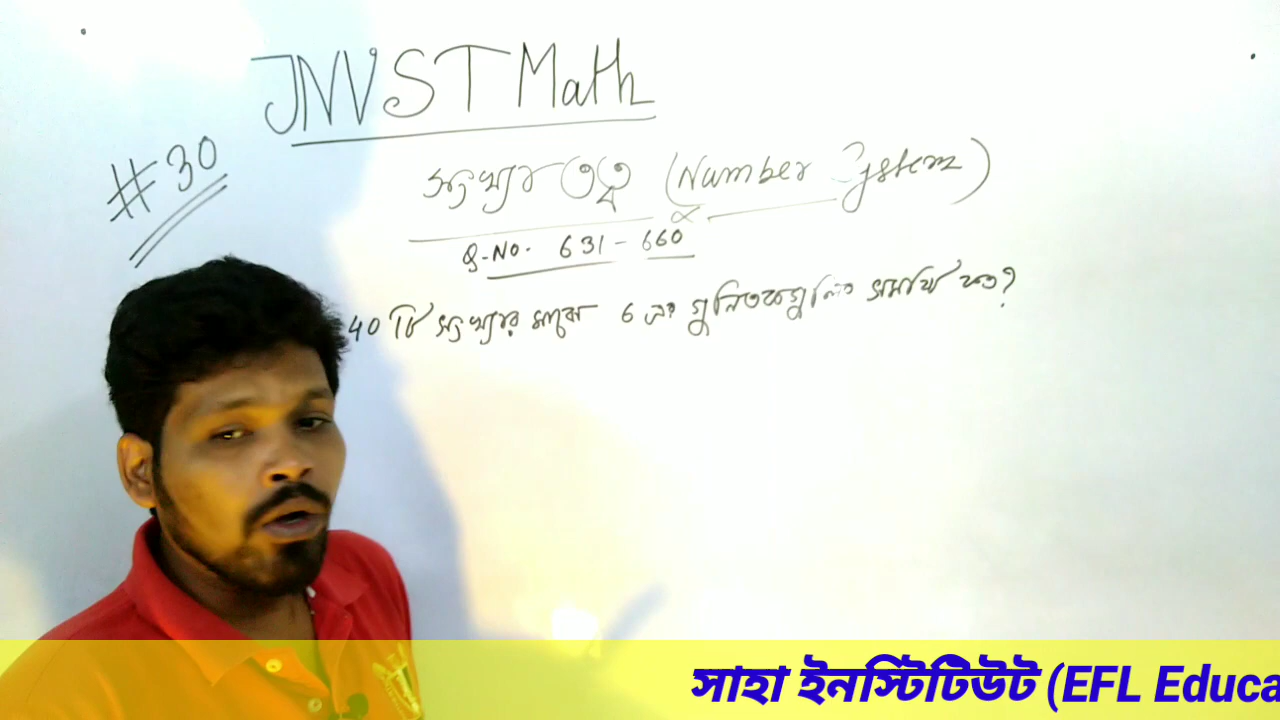 JNVST Math
#30
সংখ্যার তত্ত্ব (Number System)
Q.No. 631 - 660
40 টি সংখ্যার মাঝে 6 এর গুনিতকগুলির সমষ্টি কত?
সাহা ইনস্টিটিউট (EFL Educa